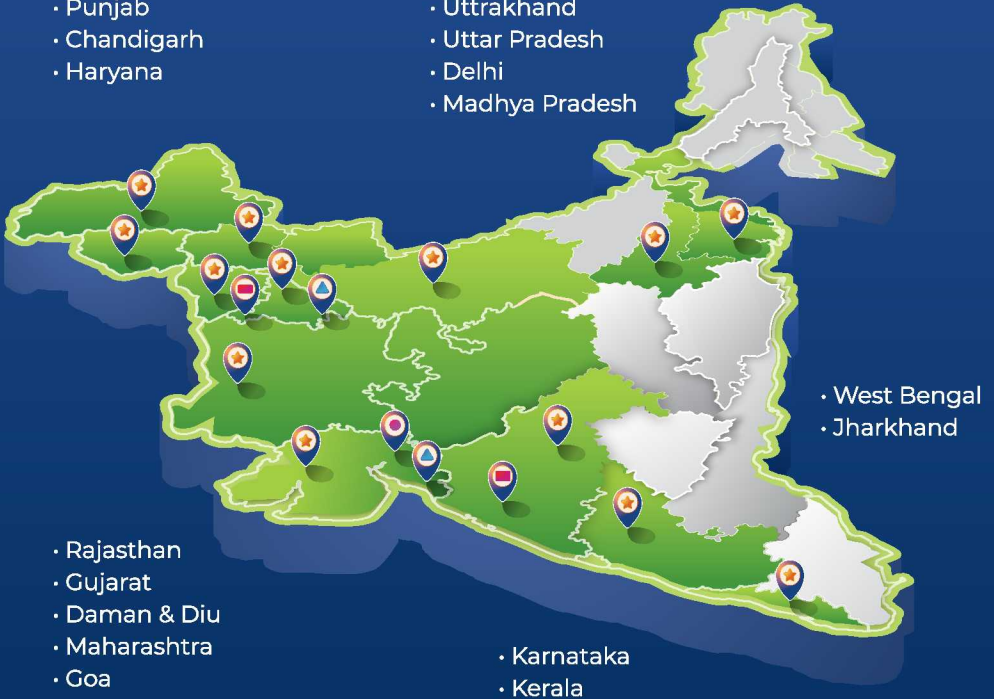 • Punjab
• Chandigarh
• Haryana
• Uttrakhand
• Uttar Pradesh
• Delhi
• Madhya Pradesh
• West Bengal
• Jharkhand
• Rajasthan
• Gujarat
• Daman & Diu
• Maharashtra
• Goa
• Karnataka
• Kerala